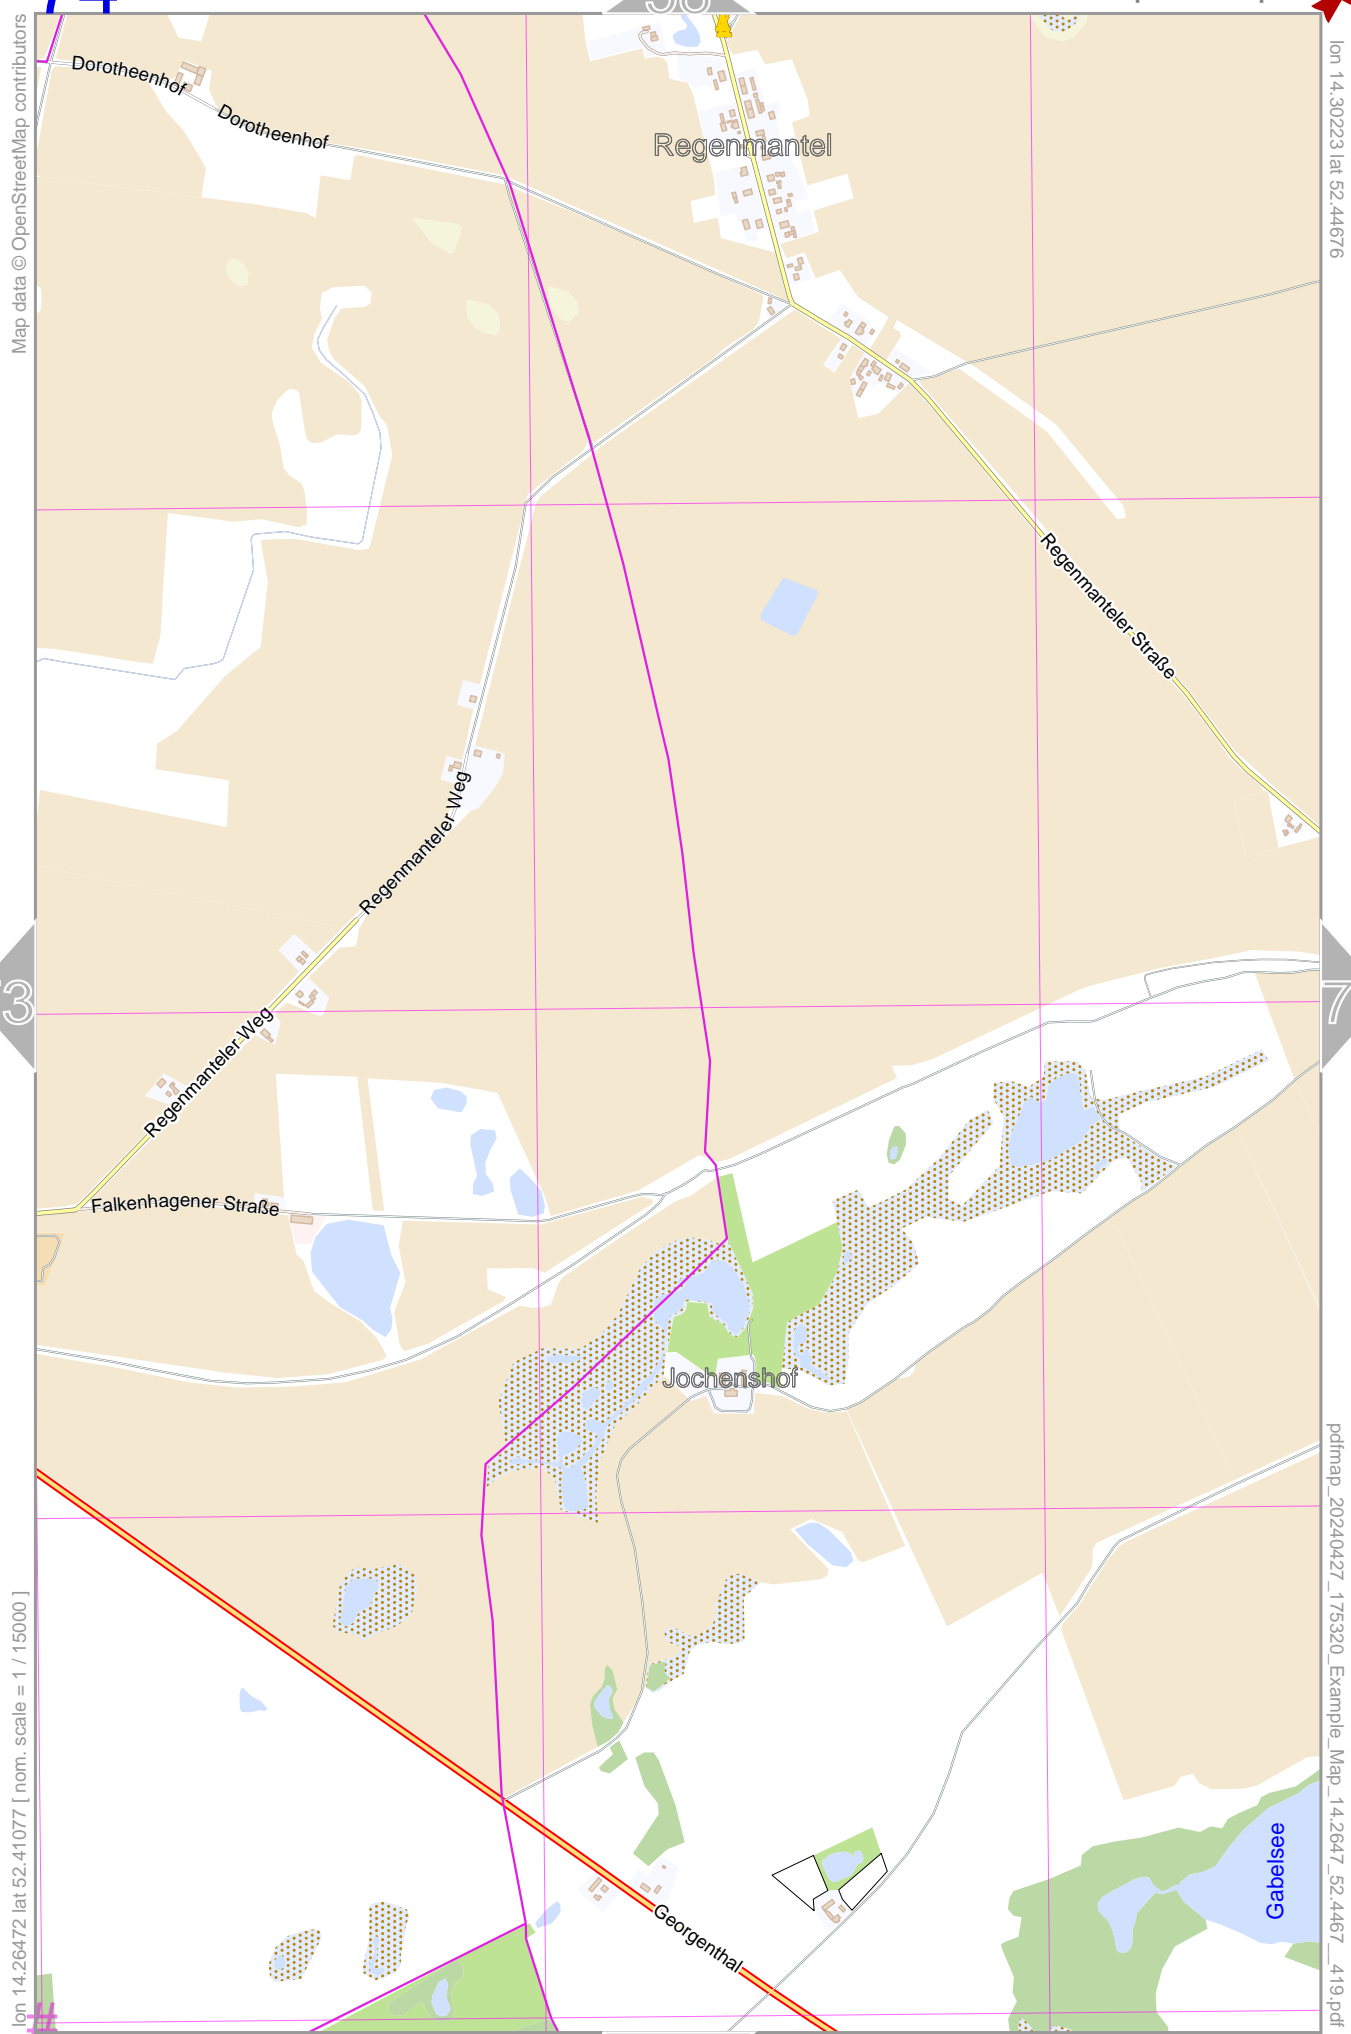 Map data © OpenStreetMap contributors
lon 14.30223 lat 52.44676
Dorotheenhof
Dorotheenhof
Regenmantel
Regenmanteler Straße
Regenmanteler Weg
Regenmanteler Weg
Falkenhagener Straße
Jochenshof
Georgenthal
Gabelsee
lon 14.26472 lat 52.41077 [ nom. scale = 1 / 15000 ]
pdfmap_20240427_175320_Example_Map_14.2647_52.4467__419.pdf